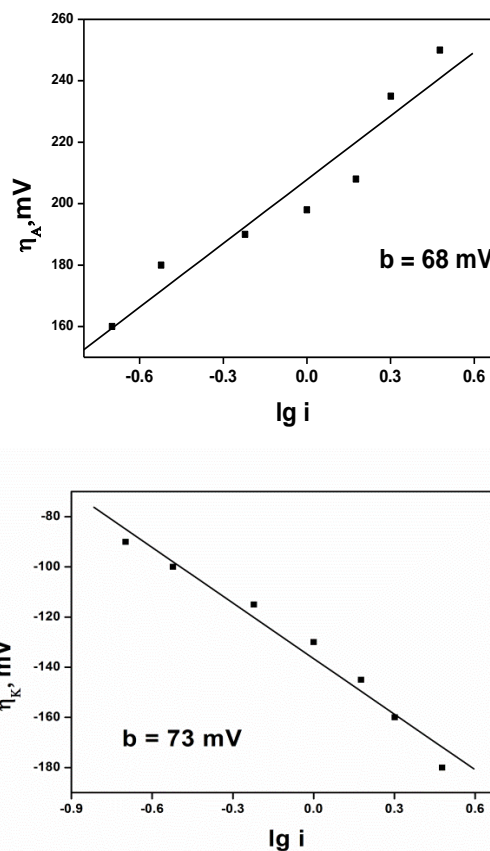 260
240
220
200
180
160
η_A, mV
b = 68 mV
-0.6 -0.3 0.0 0.3 0.6
lg i
-80
-100
-120
-140
-160
-180
η_K, mV
b = 73 mV
-0.9 -0.6 -0.3 0.0 0.3 0.6
lg i